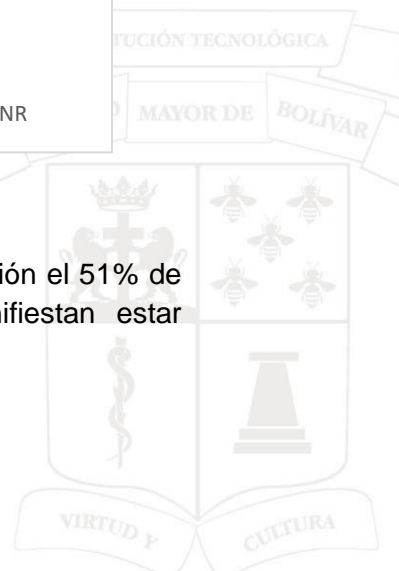 TUCIÓN TECNOLÓGICA
MAYOR DE BOLÍVAR
NR
ión el 51% de
ifiestan estar
VIRTUD Y CULTURA